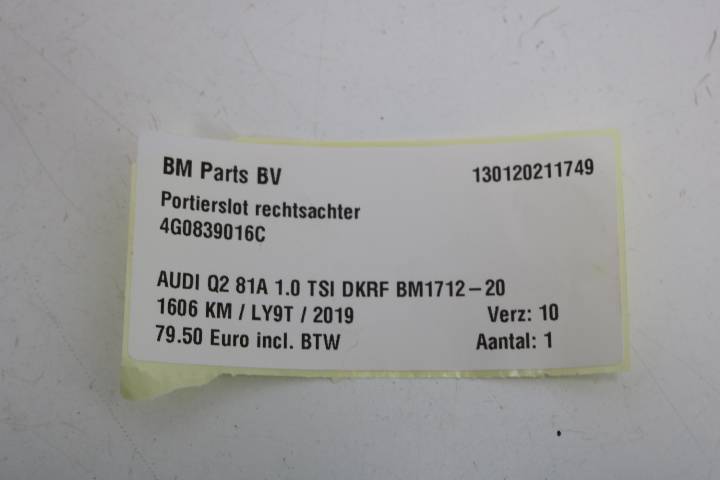 BM Parts BV 130120211749
Portierslot rechtsachter
4G0839016C
AUDI Q2 81A 1.0 TSI DKRF BM1712-20
1606 KM / LY9T / 2019 Verz: 10
79.50 Euro incl. BTW Aantal: 1